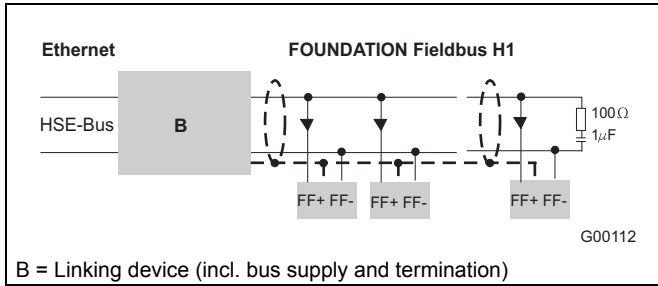 Ethernet FOUNDATION Fieldbus H1
HSE-Bus B 100Ω
1µF
FF+ FF- FF+ FF- FF+ FF-
G00112
B = Linking device (incl. bus supply and termination)